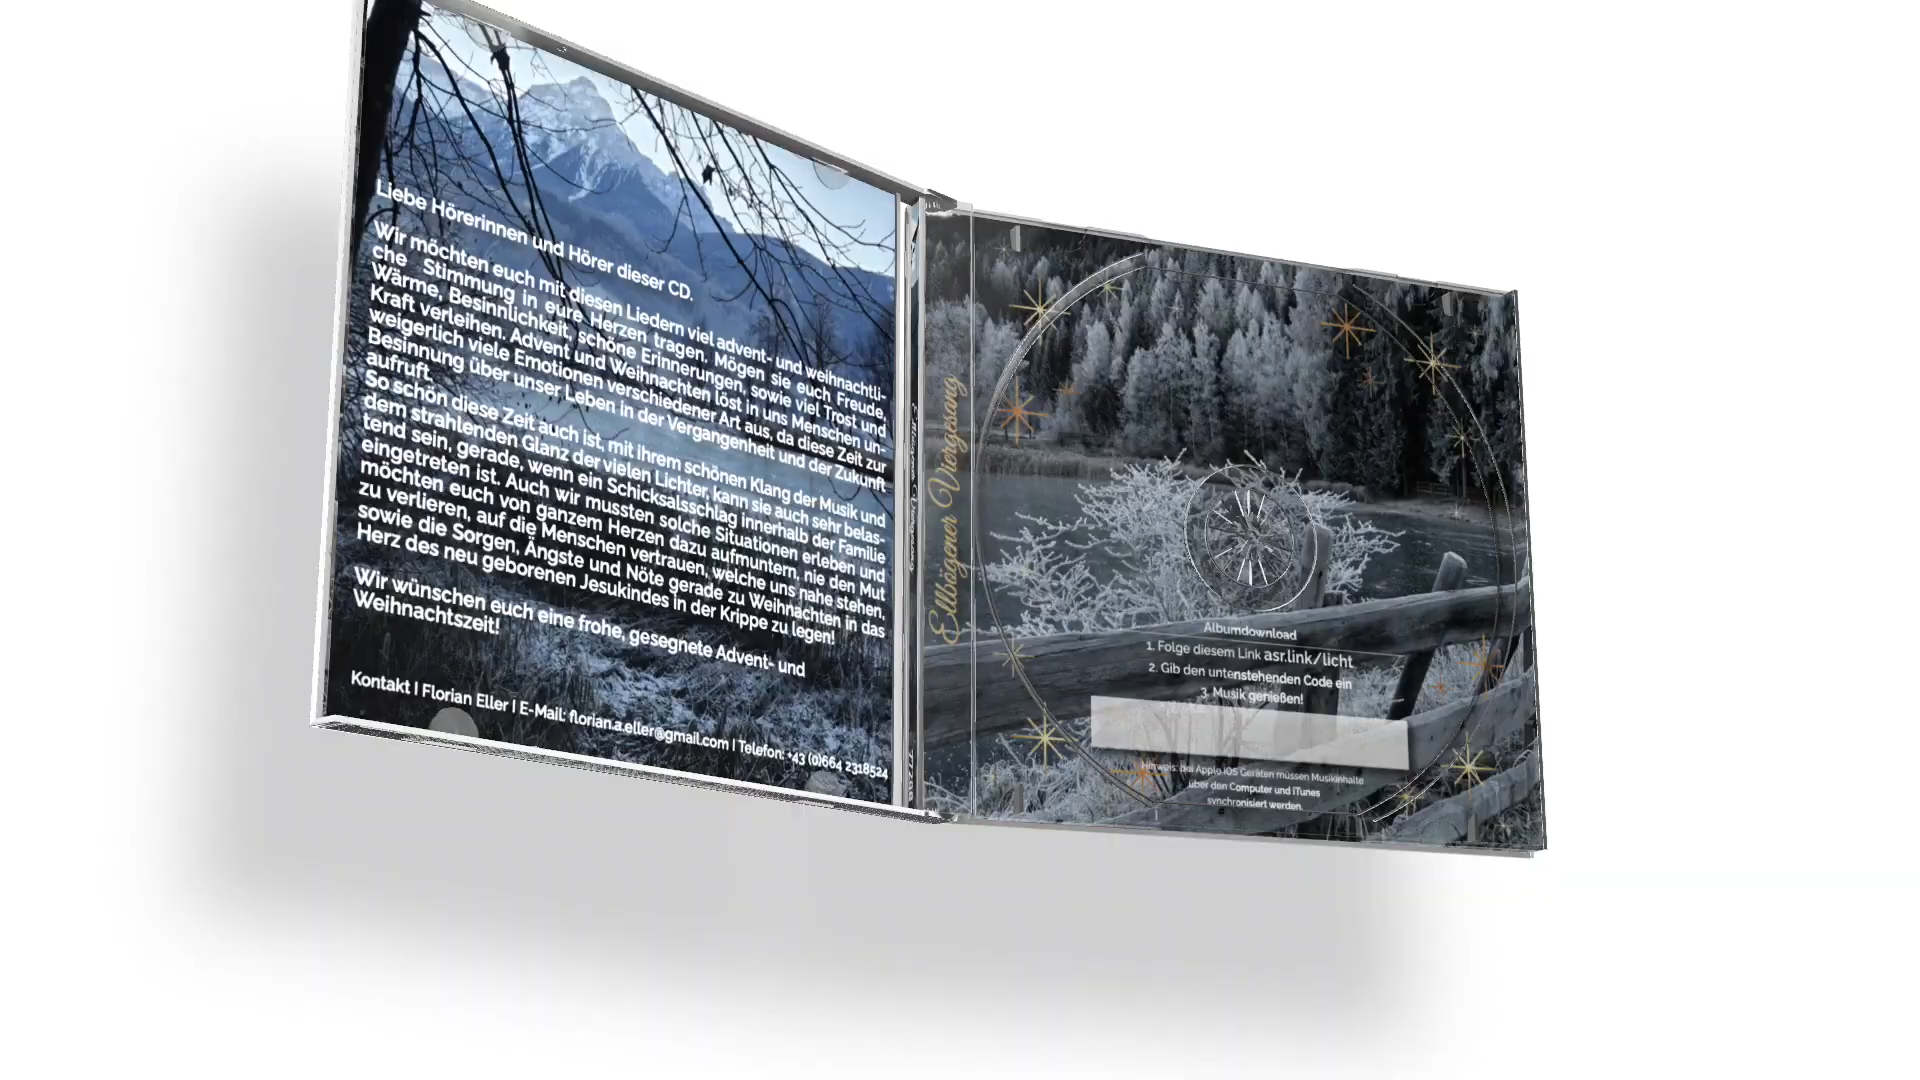 Liebe Hörerinnen und Hörer dieser CD.
Wir möchten euch mit diesen Liedern viel advent- und weihnachtli-
che Stimmung in eure Herzen tragen. Mögen sie euch Freude,
Wärme, Besinnlichkeit, schöne Erinnerungen, sowie viel Trost und
Kraft verleihen. Advent und Weihnachten löst in uns Menschen un-
weigerlich viele Emotionen verschiedener Art aus, da diese Zeit zur
Besinnung über unser Leben in der Vergangenheit und der Zukunft
aufruft.
So schön diese Zeit auch ist, mit ihrem schönen Klang der Musik und
dem strahlenden Glanz der vielen Lichter, kann sie auch sehr belas-
tend sein, gerade, wenn ein Schicksalsschlag innerhalb der Familie
eingetreten ist. Auch wir mussten solche Situationen erleben und
möchten euch von ganzem Herzen dazu aufmuntern, nie den Mut
zu verlieren, auf die Menschen vertrauen, welche uns nahe stehen,
sowie die Sorgen, Ängste und Nöte gerade zu Weihnachten in das
Herz des neu geborenen Jesukindes in der Krippe zu legen!
Wir wünschen euch eine frohe, gesegnete Advent- und
Weihnachtszeit!
Kontakt I Florian Eller I E-Mail: florian.a.eller@gmail.com I Telefon: +43 (0)664 2318524
Ellbögener Viergesang
Ellbögener Viergesang
Albumdownload
1. Folge diesem Link asr.link/licht
2. Gib den untenstehenden Code ein
3. Musik genießen!
Hinweis: bei Apple iOS Geräten müssen Musikinhalte
über den Computer und iTunes
synchronisiert werden.